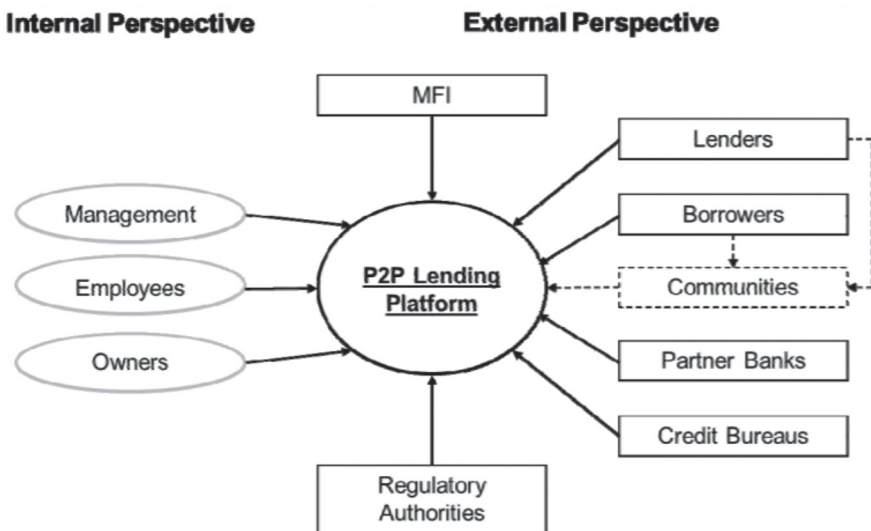 Internal Perspective
External Perspective
MFI
Lenders
Management
Borrowers
P2P Lending
Platform
Employees
Communities
Owners
Partner Banks
Credit Bureaus
Regulatory
Authorities